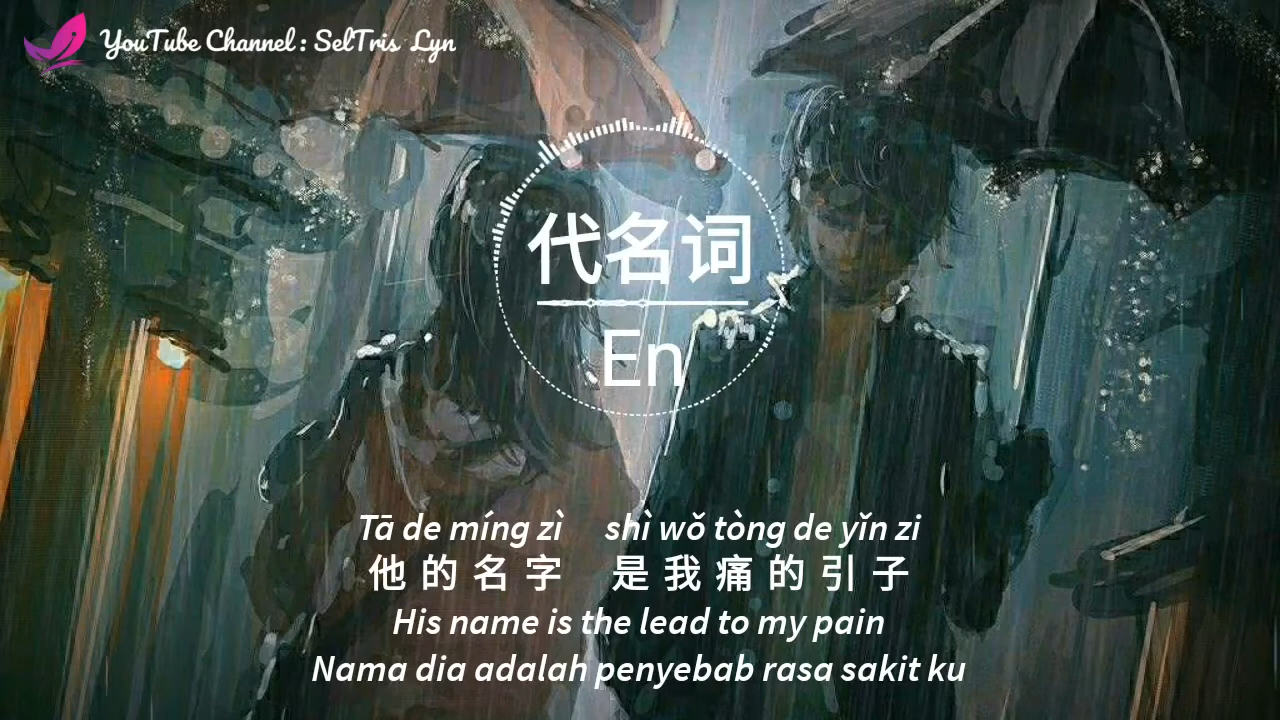 YouTube Channel : SelTris Lyn
代名词
En
Tā de míng zì shì wǒ tòng de yǐn zi
他的名字 是我痛的引子
His name is the lead to my pain
Nama dia adalah penyebab rasa sakit ku